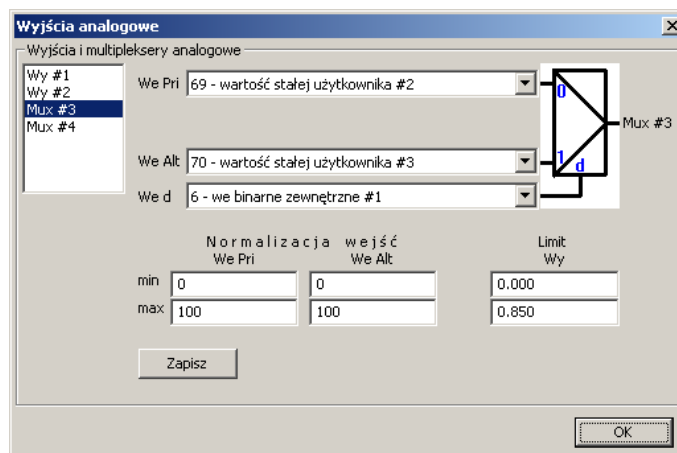 Wyjścia analogowe
Wyjścia i multipleksery analogowe
Wy #1
Wy #2
Mux #3
Mux #4
We Pri 69 - wartość stałej użytkownika #2
0
Mux #3
We Alt 70 - wartość stałej użytkownika #3
1
d
We d 6 - we binarne zewnętrzne #1
Normalizacja wejść Limit
We Pri We Alt Wy
min 0 0 0.000
max 100 100 0.850
Zapisz
OK